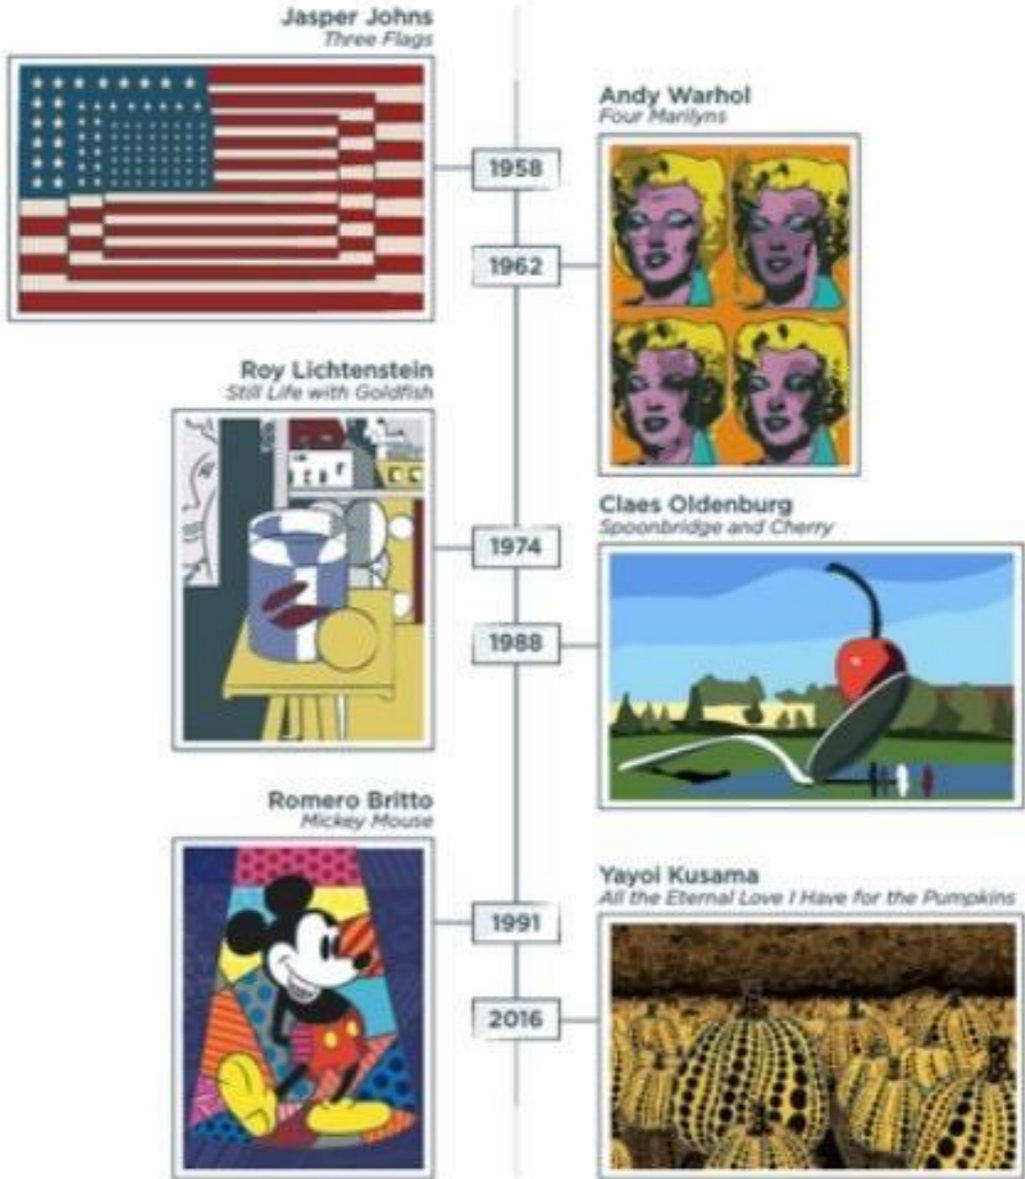 Jasper Johns
Three Flags
1958
Andy Warhol
Four Marilyns
1962
Roy Lichtenstein
Still Life with Goldfish
1974
Claes Oldenburg
Spoonbridge and Cherry
1988
Romero Britto
Mickey Mouse
1991
Yayoi Kusama
All the Eternal Love I Have for the Pumpkins
2016